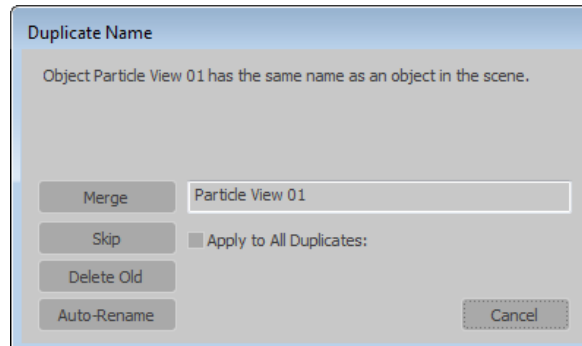 Duplicate Name
Object Particle View 01 has the same name as an object in the scene.
Merge
Particle View 01
Skip
Apply to All Duplicates:
Delete Old
Auto-Rename
Cancel